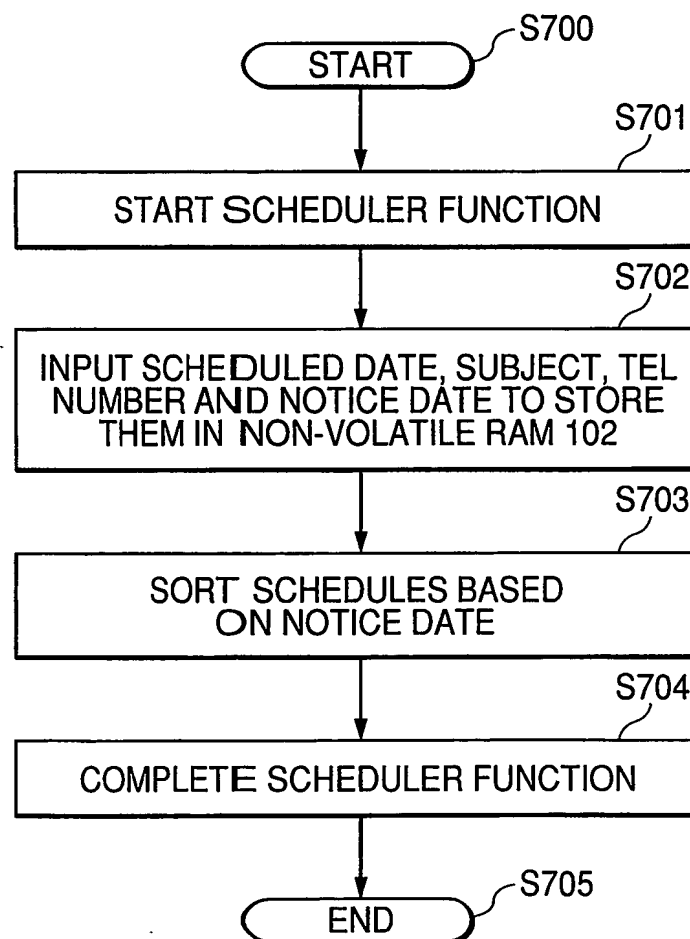 S700
START
S701
START SCHEDULER FUNCTION
S702
INPUT SCHEDULED DATE, SUBJECT, TEL
NUMBER AND NOTICE DATE TO STORE
THEM IN NON-VOLATILE RAM 102
S703
SORT SCHEDULES BASED
ON NOTICE DATE
S704
COMPLETE SCHEDULER FUNCTION
S705
END